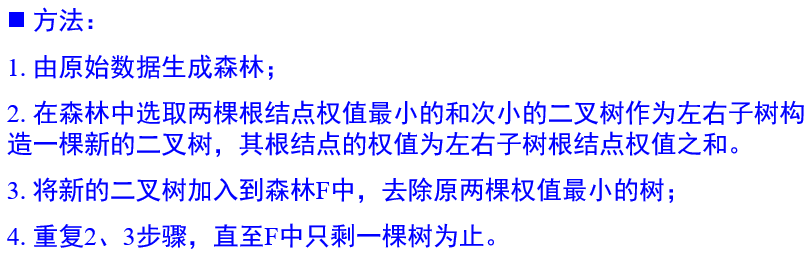 ■ 方法：
1. 由原始数据生成森林；
2. 在森林中选取两棵根结点权值最小的和次小的二叉树作为左右子树构
造一棵新的二叉树，其根结点的权值为左右子树根结点权值之和。
3. 将新的二叉树加入到森林F中，去除原两棵权值最小的树；
4. 重复2、3步骤，直至F中只剩一棵树为止。